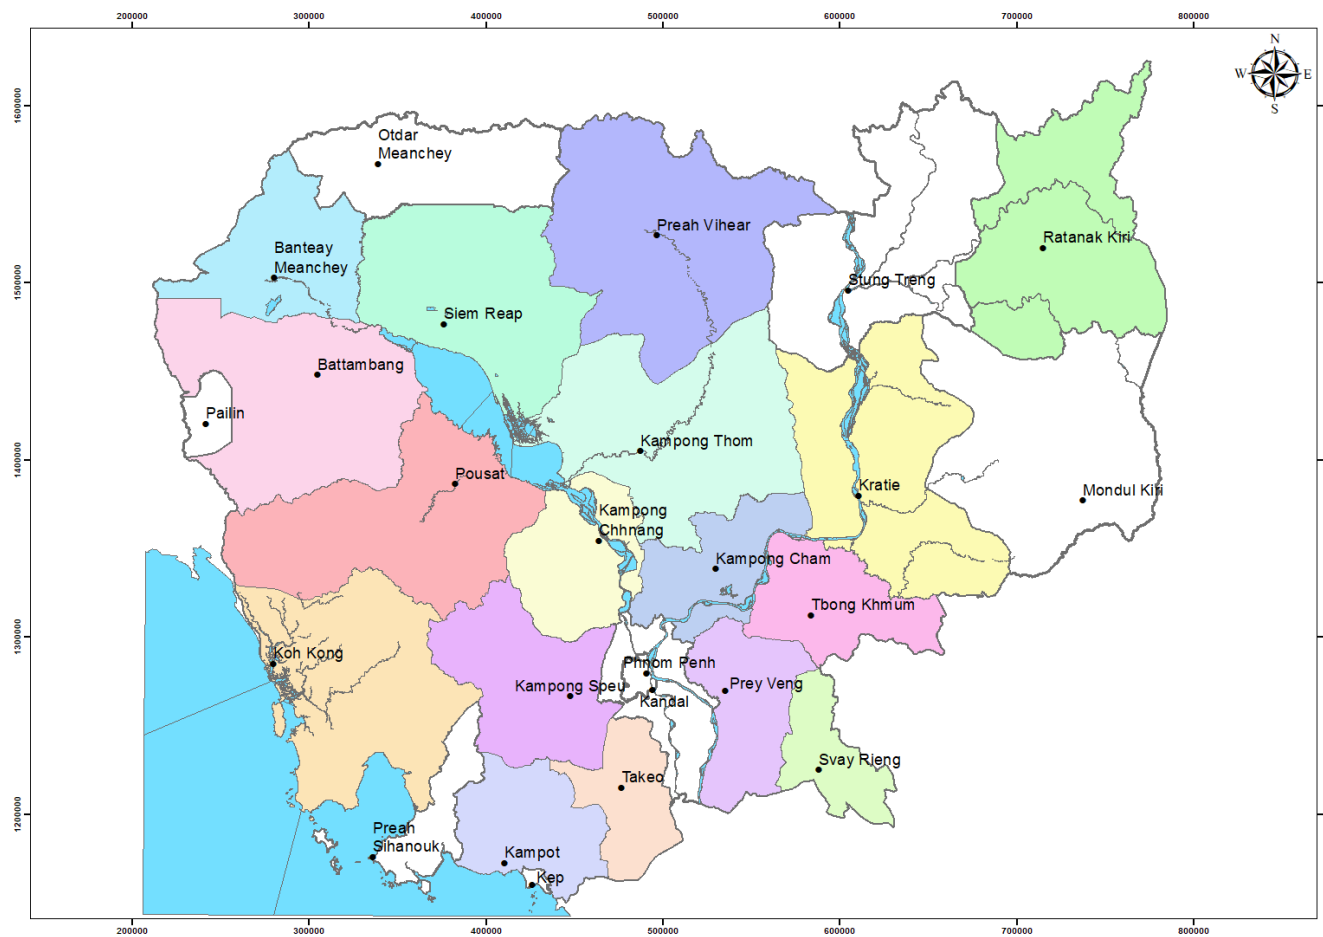 200000 300000 400000 500000 600000 700000 800000
N
W E
S
1600000
1500000
1400000
1300000
1200000
Otdar
Meanchey
Preah Vihear
Ratanak Kiri
Banteay
Meanchey
Stung Treng
Siem Reap
Battambang
Pailin
Kampong Thom
Pousat
Kratie
Mondul Kiri
Kampong
Chhnang
Kampong Cham
Tbong Khmum
Koh Kong
Phnom Penh
Kampong Speu
Prey Veng
Kandal
Svay Rieng
Takeo
Preah
Sihanouk
Kampot
Kep
200000 300000 400000 500000 600000 700000 800000